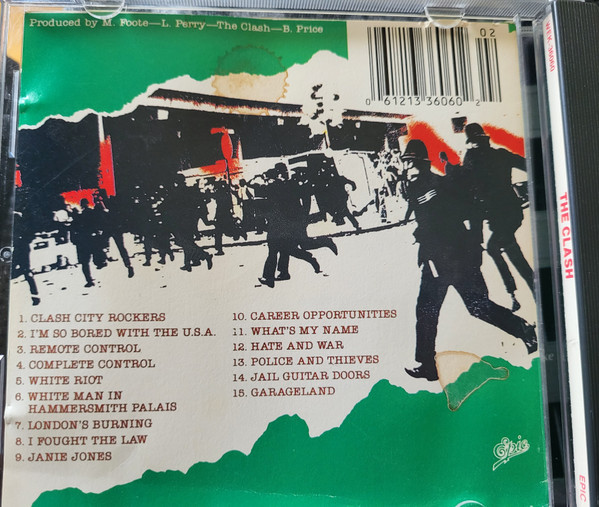 Produced by M. Foote—L. Perry—The Clash—B. Price
02
0 61213 36060 2
1. CLASH CITY ROCKERS
2. I'M SO BORED WITH THE U.S.A.
3. REMOTE CONTROL
4. COMPLETE CONTROL
5. WHITE RIOT
6. WHITE MAN IN
HAMMERSMITH PALAIS
7. LONDON'S BURNING
8. I FOUGHT THE LAW
9. JANIE JONES
10. CAREER OPPORTUNITIES
11. WHAT'S MY NAME
12. HATE AND WAR
13. POLICE AND THIEVES
14. JAIL GUITAR DOORS
15. GARAGELAND
Epic
THE CLASH
EPIC